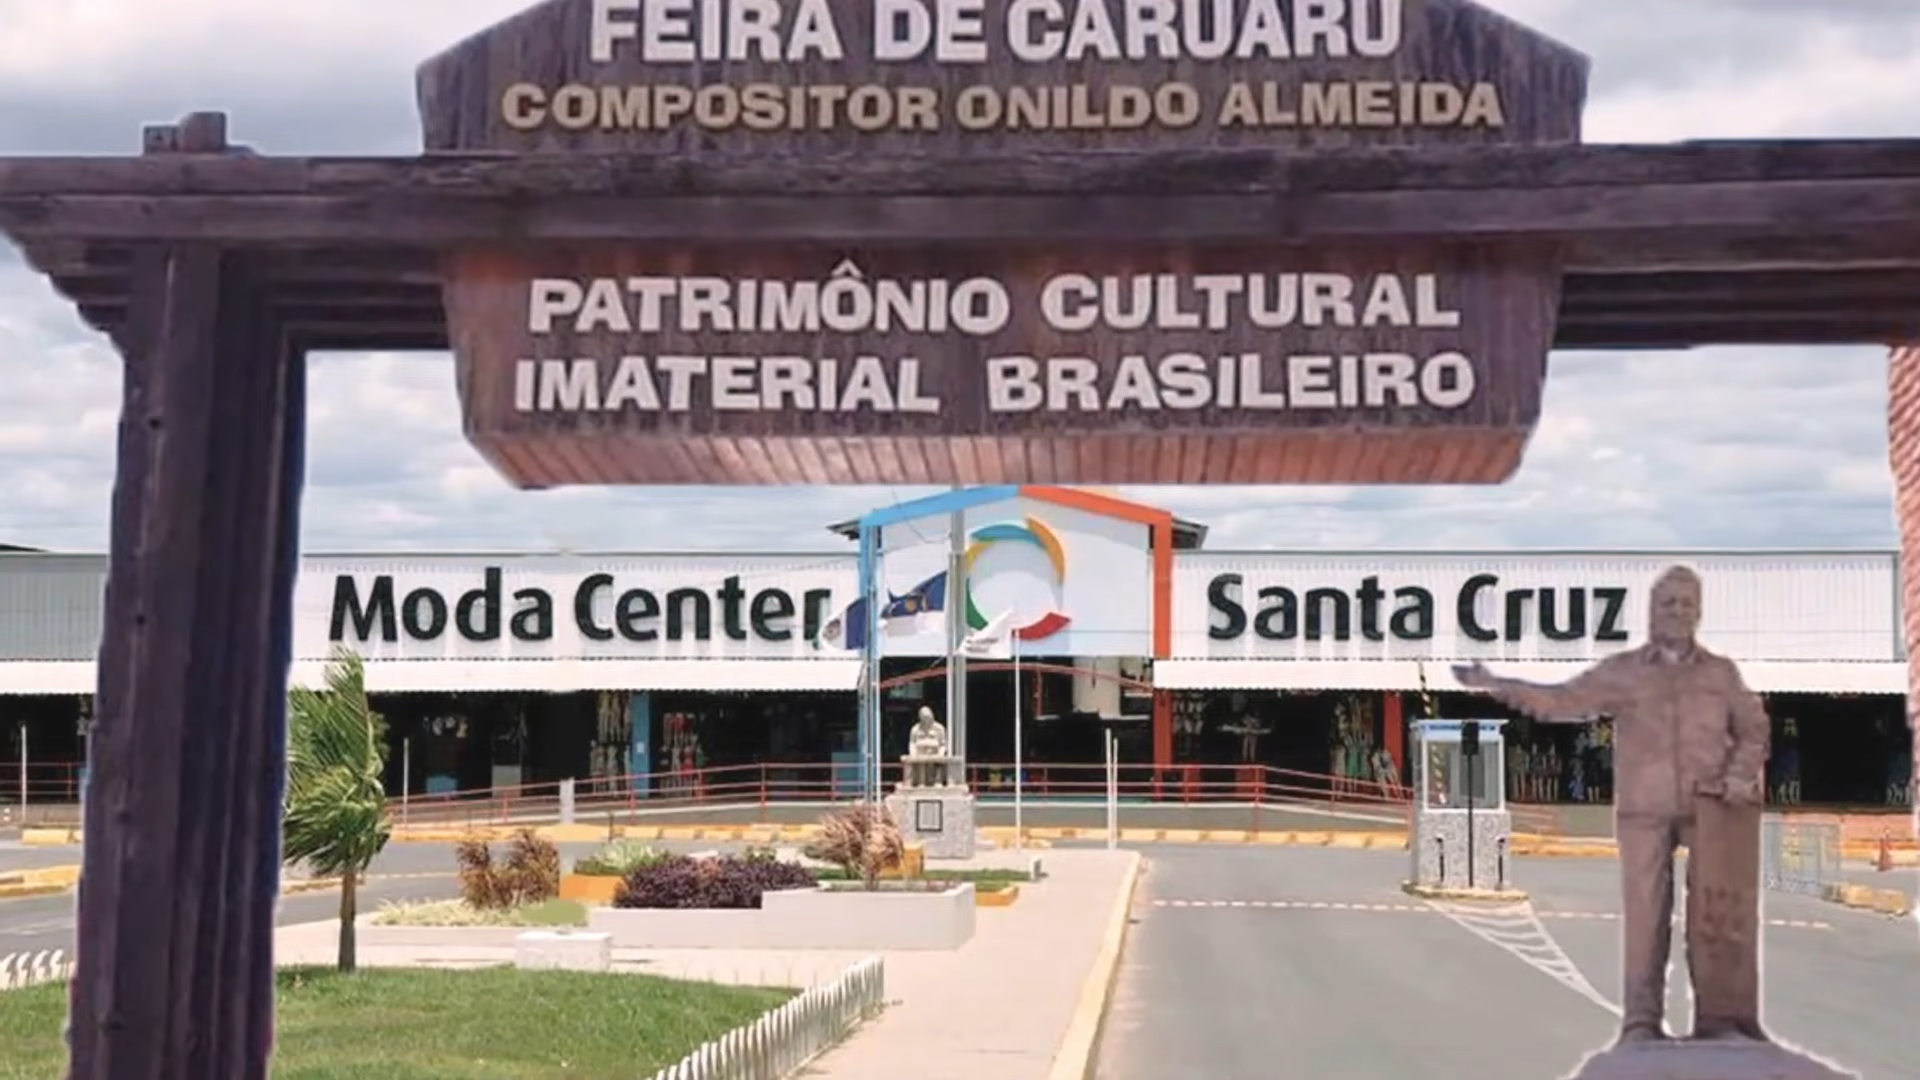 FEIRA DE CARUARU
COMPOSITOR ONILDO ALMEIDA
PATRIMÔNIO CULTURAL
IMATERIAL BRASILEIRO
Moda Center
Santa Cruz